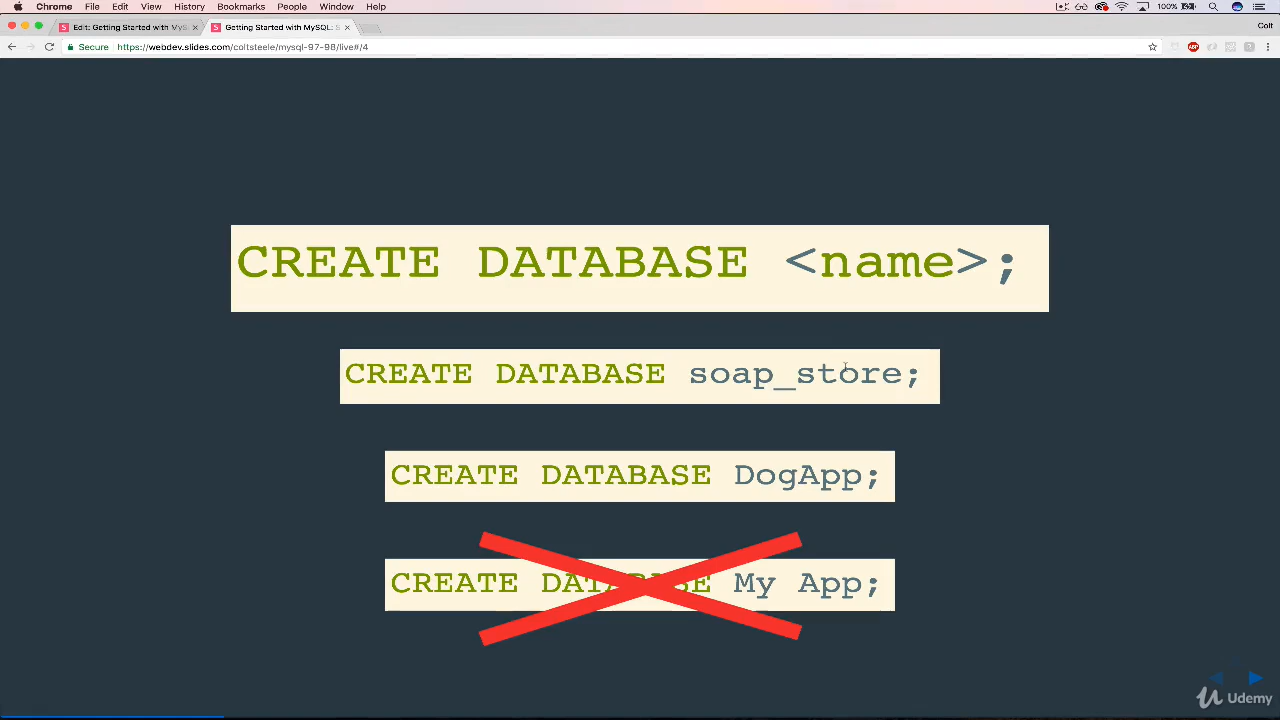 Chrome File Edit View History Bookmarks People Window Help 100% Colt
Edit: Getting Started with MyS Getting Started with MySQL: S
Secure https://webdev.slides.com/coltsteele/mysql-97-98/live#/4 ABP
CREATE DATABASE <name>;
CREATE DATABASE soap_store;
CREATE DATABASE DogApp;
CREATE DATABASE My App;
Udemy